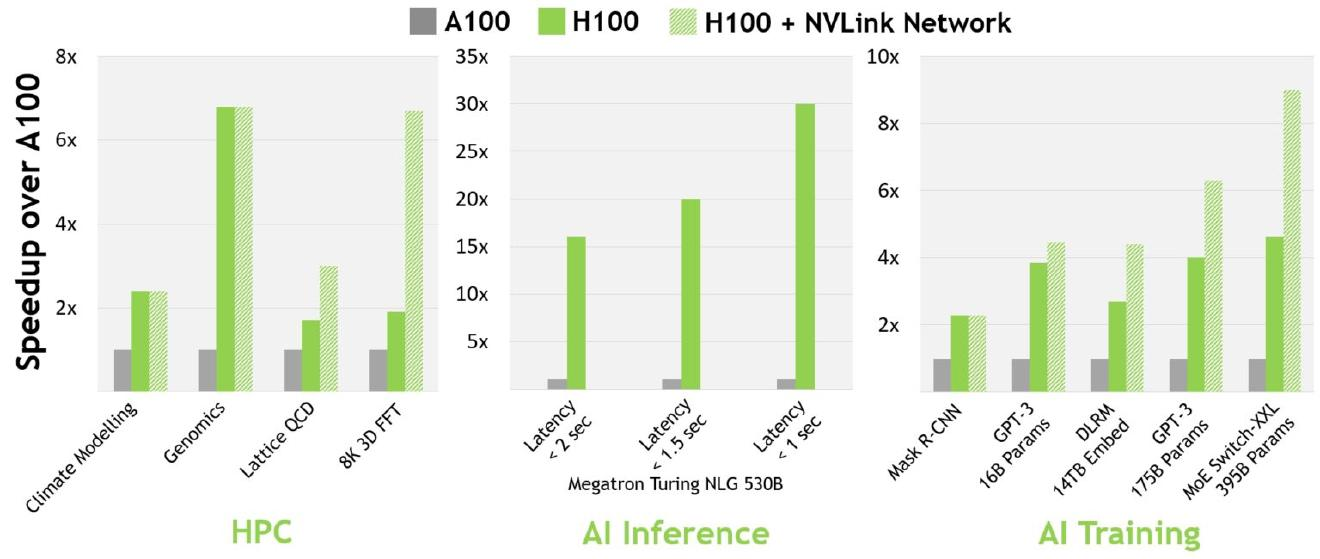 A100 H100 H100 + NVLink Network
Speedup over A100
8x
6x
4x
2x
Climate Modelling
Genomics
Lattice QCD
8K 3D FFT
HPC
35x
30x
25x
20x
15x
10x
5x
Latency
< 2 sec
Latency
< 1.5 sec
Latency
< 1 sec
Megatron Turing NLG 530B
AI Inference
10x
8x
6x
4x
2x
Mask R-CNN
GPT-3
16B Params
DLRM
14TB Embed
GPT-3
175B Params
MoE Switch-XXL
395B Params
AI Training